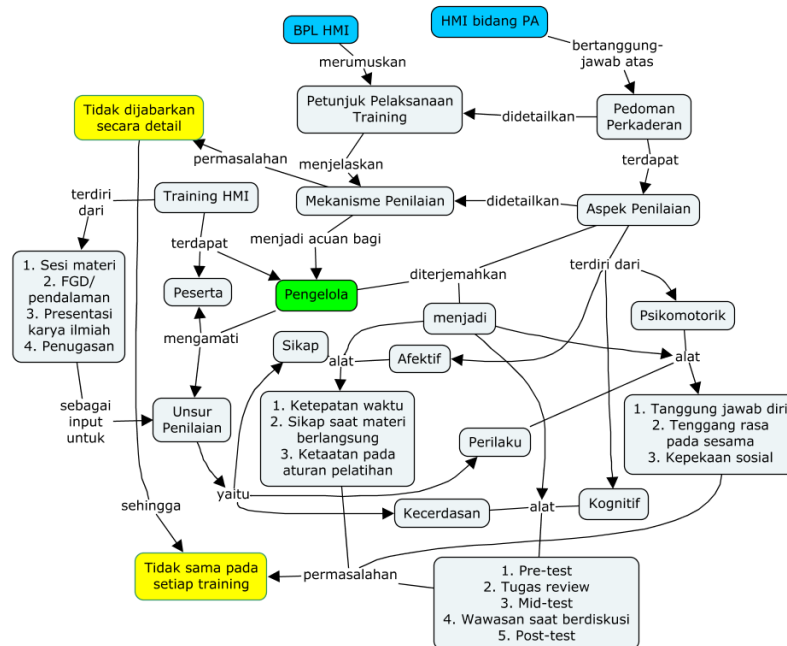 BPL HMI
HMI bidang PA
merumuskan
bertanggung-
jawab atas
Tidak dijabarkan
secara detail
Petunjuk Pelaksanaan
Training
didetailkan
Pedoman
Perkaderan
permasalahan
menjelaskan
terdapat
terdiri
dari
Training HMI
Mekanisme Penilaian
didetailkan
Aspek Penilaian
terdapat
menjadi acuan bagi
1. Sesi materi
2. FGD/
pendalaman
3. Presentasi
karya ilmiah
4. Penugasan
Peserta
Pengelola
diterjemahkan
terdiri dari
mengamati
menjadi
Psikomotorik
Sikap
alat
Afektif
alat
sebagai
input
untuk
Unsur
Penilaian
1. Ketepatan waktu
2. Sikap saat materi
berlangsung
3. Ketaatan pada
aturan pelatihan
Perilaku
1. Tanggung jawab diri
2. Tenggang rasa
pada sesama
3. Kepekaan sosial
yaitu
sehingga
Kecerdasan
alat
Kognitif
Tidak sama pada
setiap training
permasalahan
1. Pre-test
2. Tugas review
3. Mid-test
4. Wawasan saat berdiskusi
5. Post-test